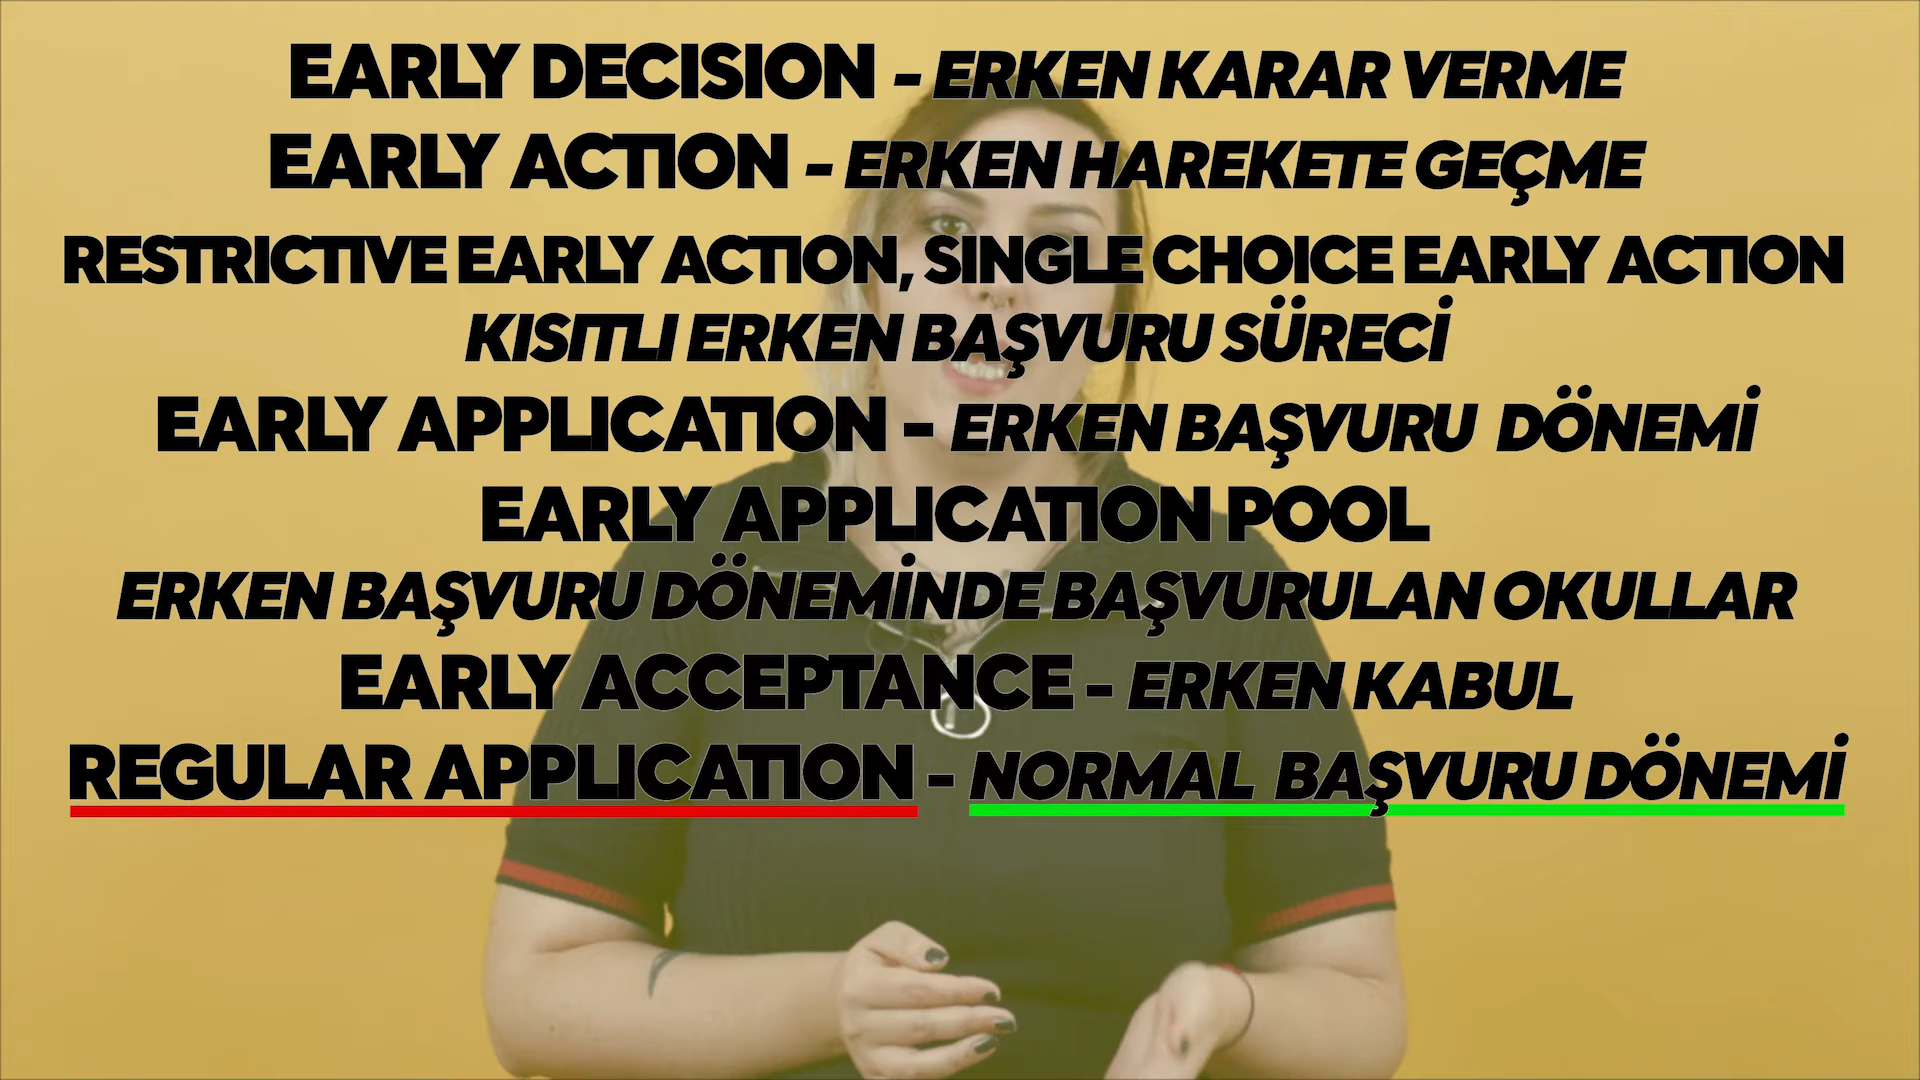 EARLY DECISION - ERKEN KARAR VERME
EARLY ACTION - ERKEN HAREKETE GEÇME
RESTRICTIVE EARLY ACTION, SINGLE CHOICE EARLY ACTION
KISITLI ERKEN BAŞVURU SÜRECİ
EARLY APPLICATION - ERKEN BAŞVURU DÖNEMİ
EARLY APPLICATION POOL
ERKEN BAŞVURU DÖNEMİNDE BAŞVURULAN OKULLAR
EARLY ACCEPTANCE - ERKEN KABUL
REGULAR APPLICATION - NORMAL BAŞVURU DÖNEMİ